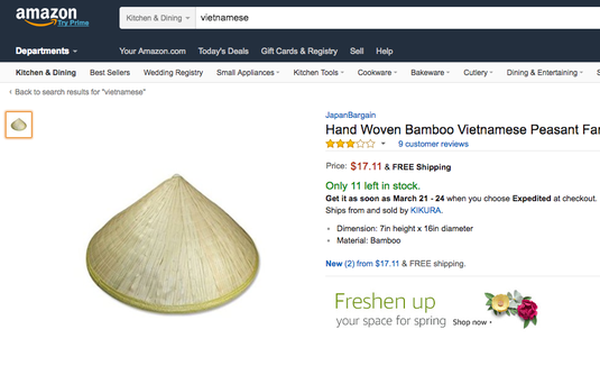 amazon
Try Prime
Kitchen & Dining
vietnamese
Departments
Your Amazon.com Today's Deals Gift Cards & Registry Sell Help
Kitchen & Dining Best Sellers Wedding Registry Small Appliances Kitchen Tools Cookware Bakeware Cutlery Dining & Entertaining S
‹ Back to search results for "vietnamese"
JapanBargain
Hand Woven Bamboo Vietnamese Peasant Far
9 customer reviews
Price: $17.11 & FREE Shipping
Only 11 left in stock.
Get it as soon as March 21 - 24 when you choose Expedited at checkout.
Ships from and sold by KIKURA.
• Dimension: 7in height x 16in diameter
• Material: Bamboo
New (2) from $17.11 & FREE shipping.
Freshen up
your space for spring Shop now ›